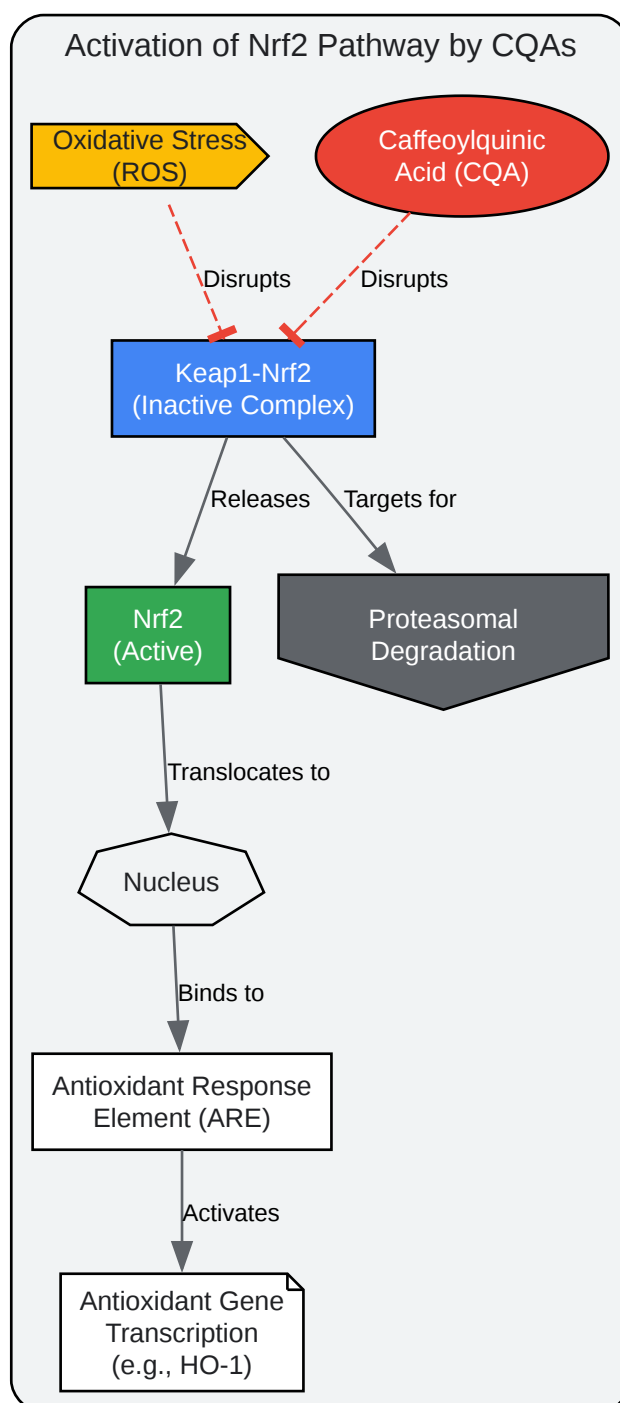 Activation of Nrf2 Pathway by CQAs
Oxidative Stress
(ROS)
Caffeoylquinic
Acid (CQA)
Disrupts
Disrupts
Keap1-Nrf2
(Inactive Complex)
Releases
Targets for
Nrf2
(Active)
Proteasomal
Degradation
Translocates to
Nucleus
Binds to
Antioxidant Response
Element (ARE)
Activates
Antioxidant Gene
Transcription
(e.g., HO-1)